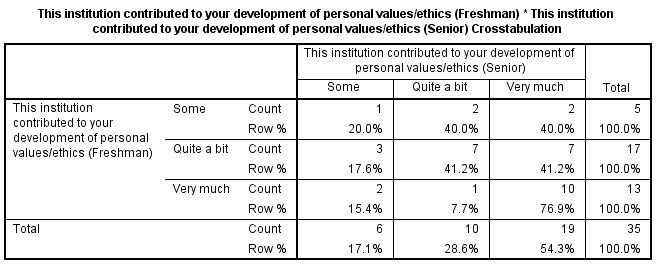 This institution contributed to your development of personal values/ethics (Freshman) * This institution
contributed to your development of personal values/ethics (Senior) Crosstabulation
This institution contributed to your development of
personal values/ethics (Senior)
Some Quite a bit Very much Total
This institution
contributed to your
development of personal
values/ethics (Freshman)
Some Count 1 2 2 5
Row % 20.0% 40.0% 40.0% 100.0%
Quite a bit Count 3 7 7 17
Row % 17.6% 41.2% 41.2% 100.0%
Very much Count 2 1 10 13
Row % 15.4% 7.7% 76.9% 100.0%
Total Count 6 10 19 35
Row % 17.1% 28.6% 54.3% 100.0%